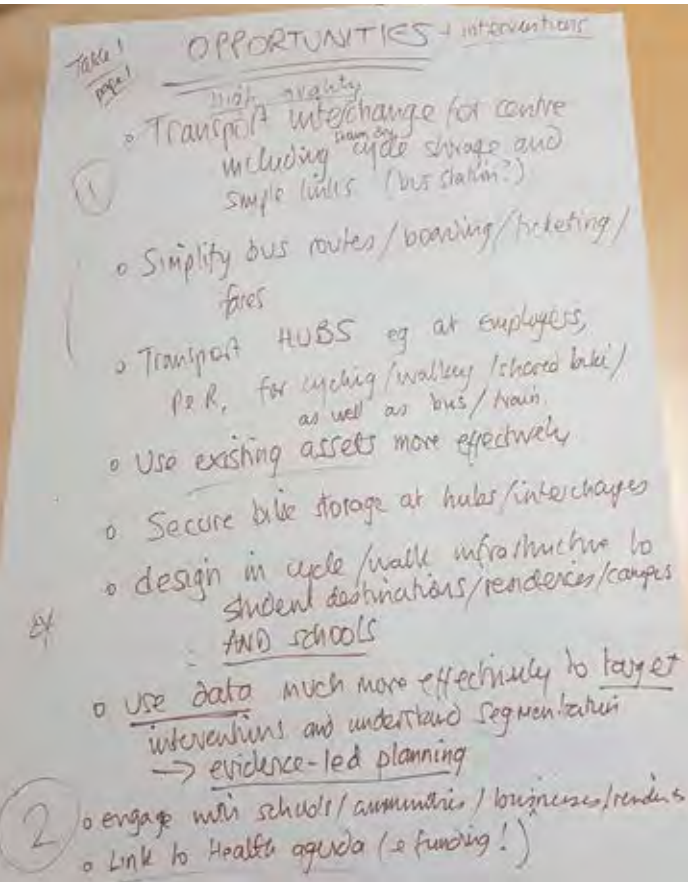 Table 1
page 1
OPPORTUNITIES + interventions
high quality
Transport interchange for centre
including cycle storage and
simple links (bus station?)
1
Simplify bus routes/boarding/ticketing/
fares
Transport HUBS eg at employers,
P&R, for cycling/walking/shared bike/
as well as bus/train
Use existing assets more effectively
Secure bike storage at hubs/interchanges
design in cycle/walk infrastructure to
student destinations/residences/campus
AND SCHOOLS
Use data much more effectively to target
interventions and understand segmentation
→ evidence-led planning
2
engage with schools/communities/businesses/
Link to Health agenda (& funding!)